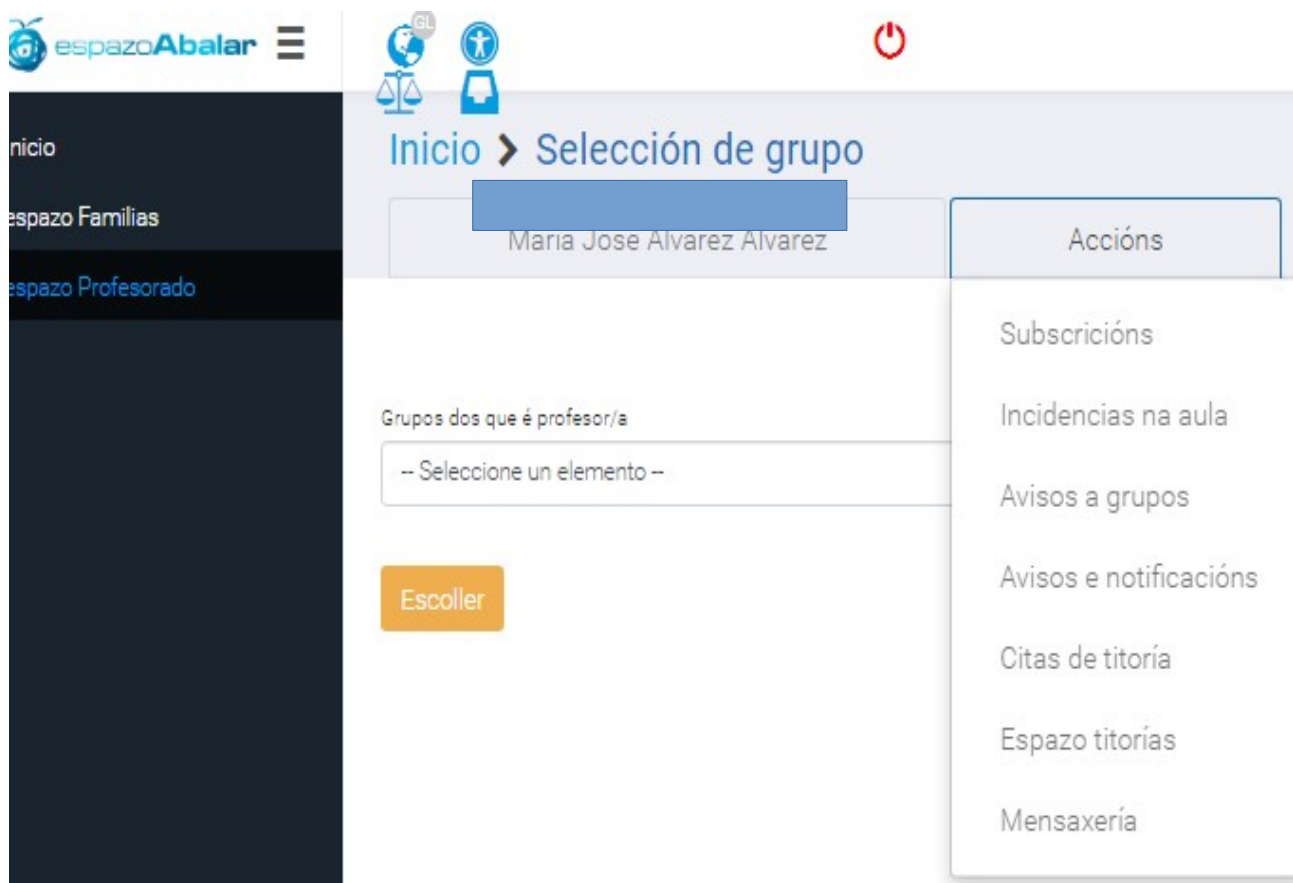 espazoAbalar
GL
nicio
espazo Familias
espazo Profesorado
Inicio > Selección de grupo
Maria Jose Alvarez Alvarez
Accións
Subscricións
Incidencias na aula
Avisos a grupos
Avisos e notificacións
Citas de titoría
Espazo titorías
Mensaxería
Grupos dos que é profesor/a
-- Seleccione un elemento --
Escoller